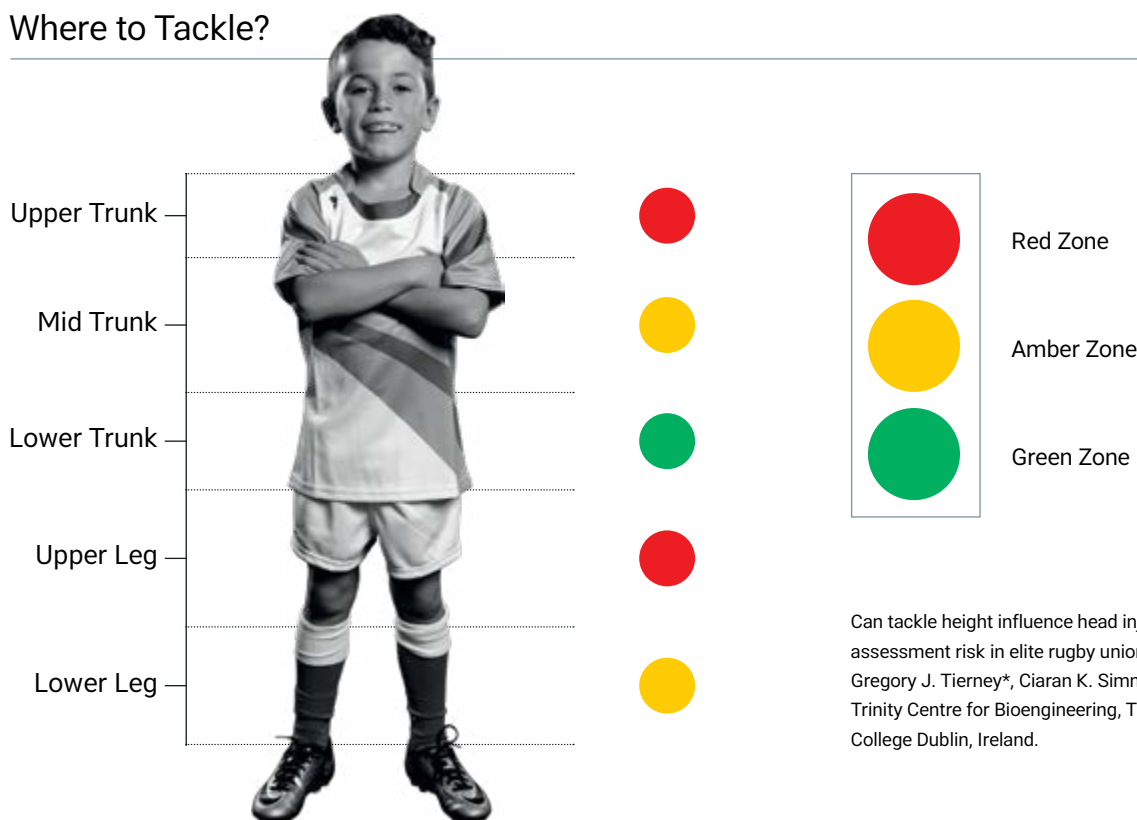 Where to Tackle?
Upper Trunk
Mid Trunk
Lower Trunk
Upper Leg
Lower Leg
Red Zone
Amber Zone
Green Zone
Can tackle height influence head
assessment risk in elite rugby
Gregory J. Tierney*, Ciaran K.
Trinity Centre for Bioengineering,
College Dublin, Ireland.